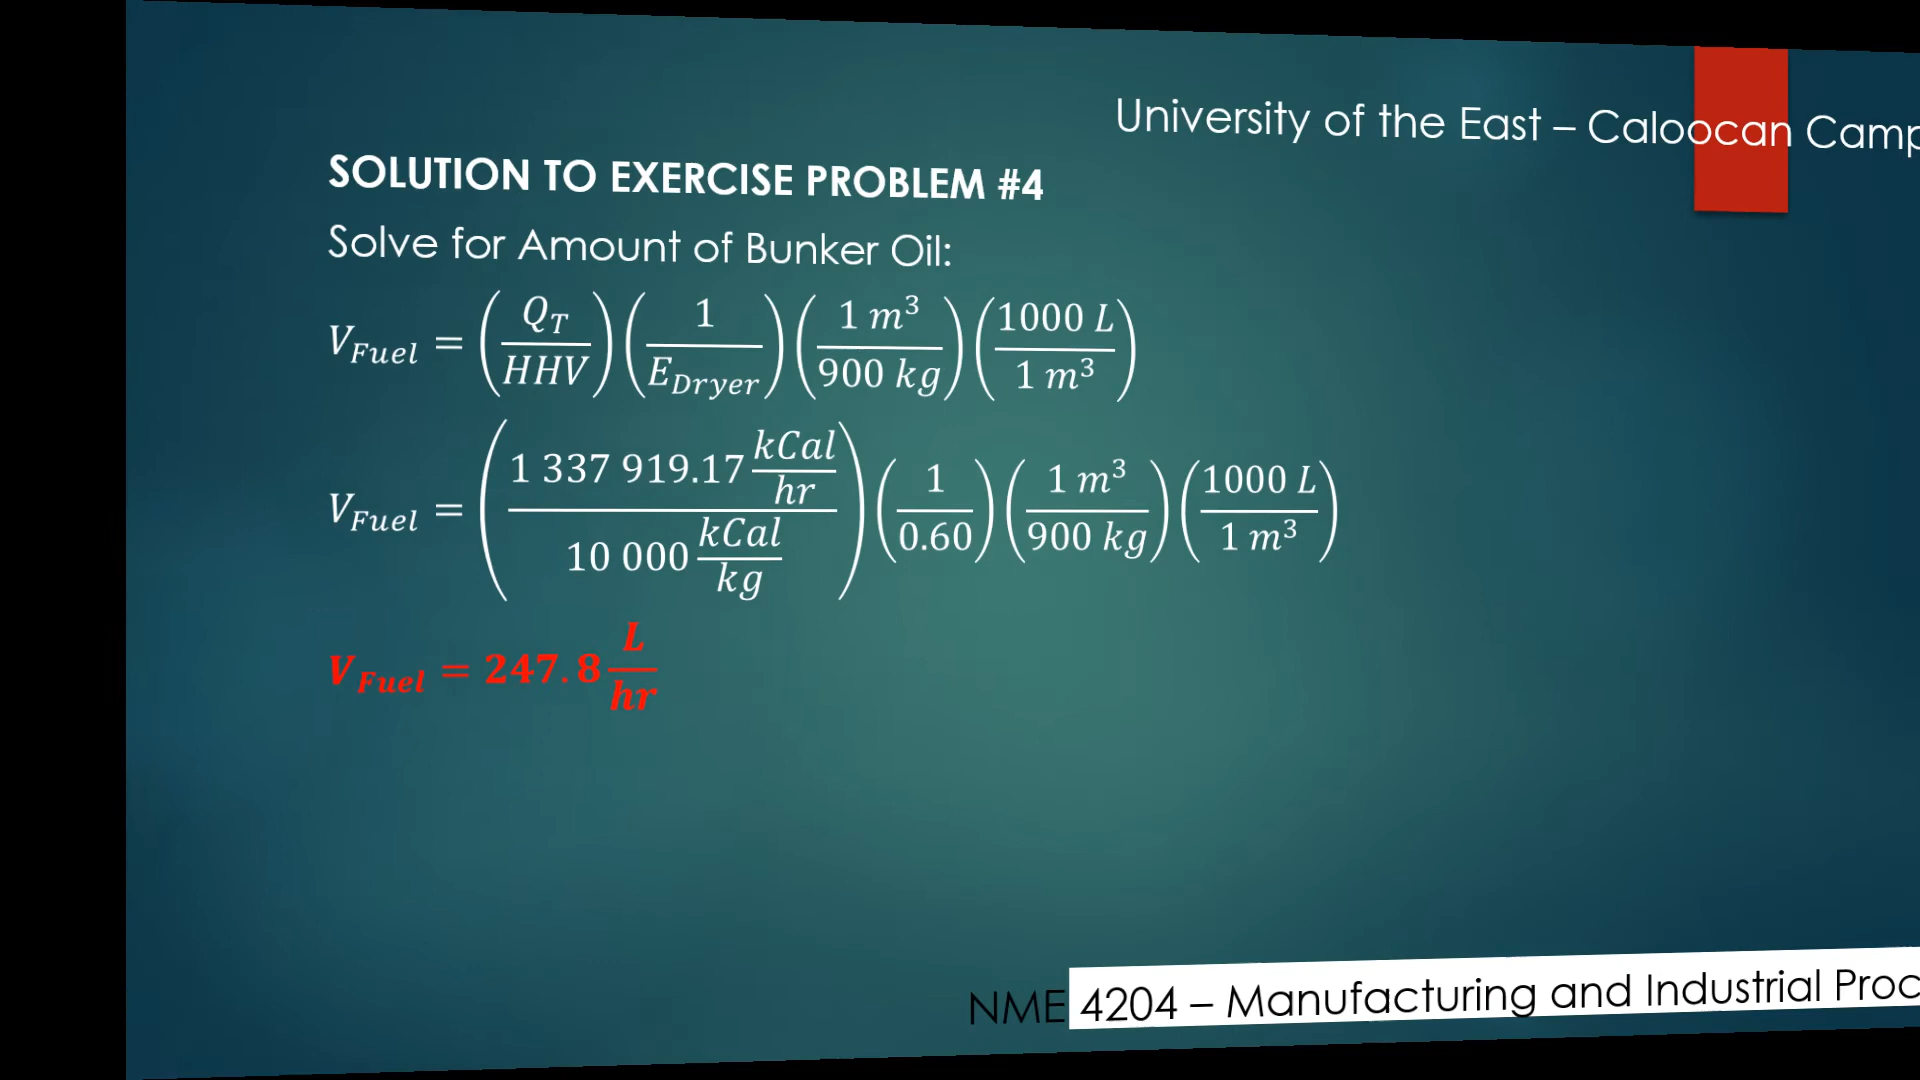 University of the East – Caloocan Camp
SOLUTION TO EXERCISE PROBLEM #4
Solve for Amount of Bunker Oil:
V_Fuel = (Q_T / HHV) (1 / E_Dryer) (1 m³ / 900 kg) (1000 L / 1 m³)
V_Fuel = (1 337 919.17 kCal/hr / 10 000 kCal/kg) (1 / 0.60) (1 m³ / 900 kg) (1000 L / 1 m³)
V_Fuel = 247.8 L/hr
NME 4204 – Manufacturing and Industrial Proc